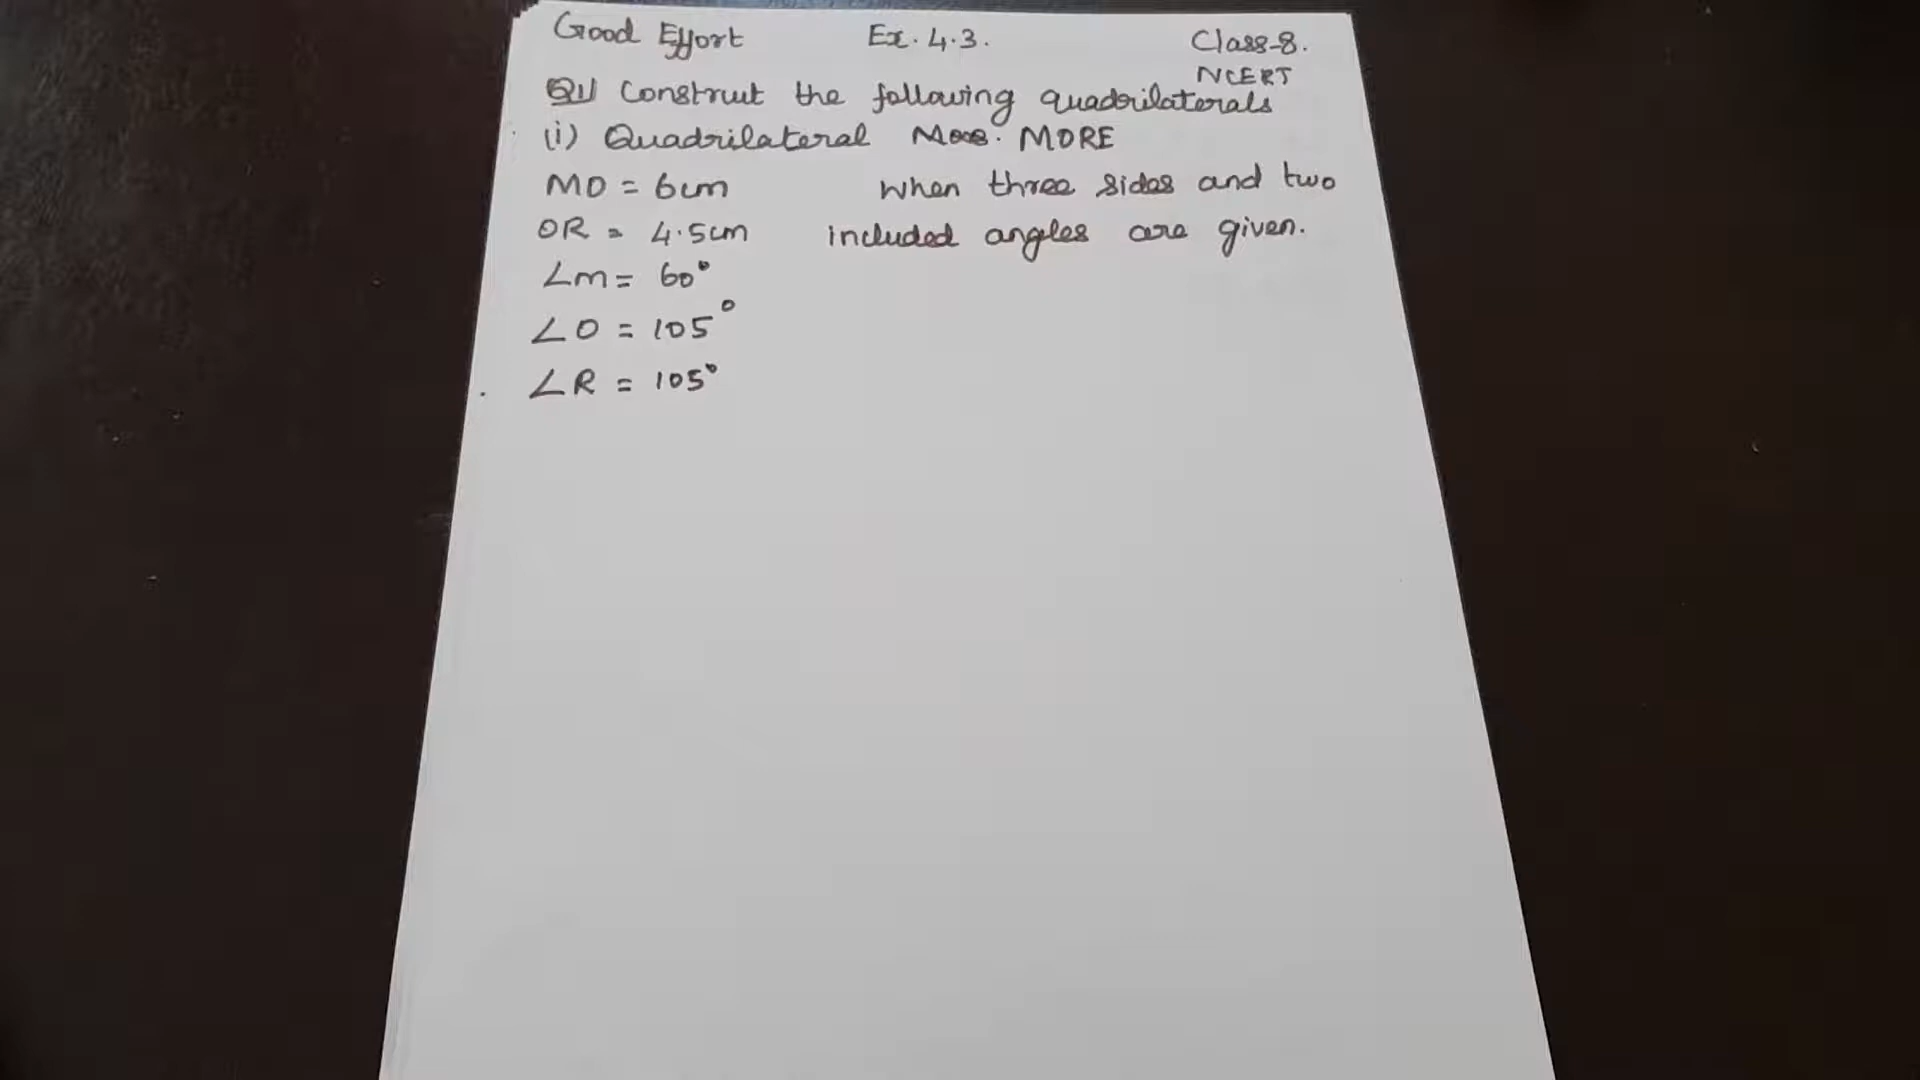 Good Effort Ex. 4.3. Class-8.
NCERT
Q1) Construct the following quadrilaterals
(i) Quadrilateral MORE
MO = 6cm When three sides and two
OR = 4.5cm included angles are given.
∠M = 60°
∠O = 105°
∠R = 105°